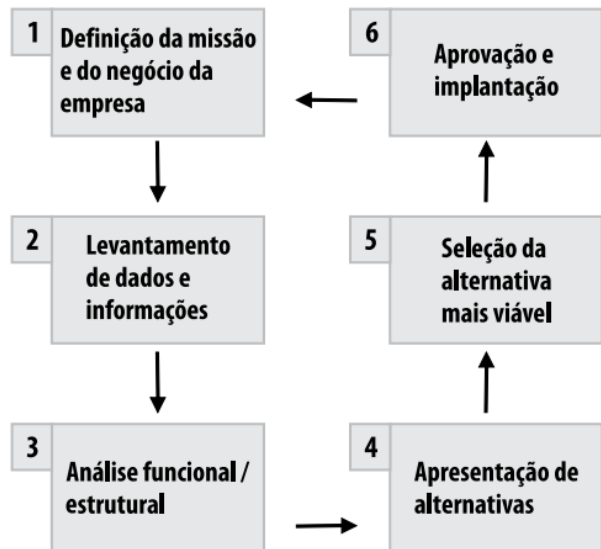 1
Definição da missão
e do negócio da
empresa
2
Levantamento
de dados e
informações
3
Análise funcional /
estrutural
4
Apresentação de
alternativas
5
Seleção da
alternativa
mais viável
6
Aprovação e
implantação